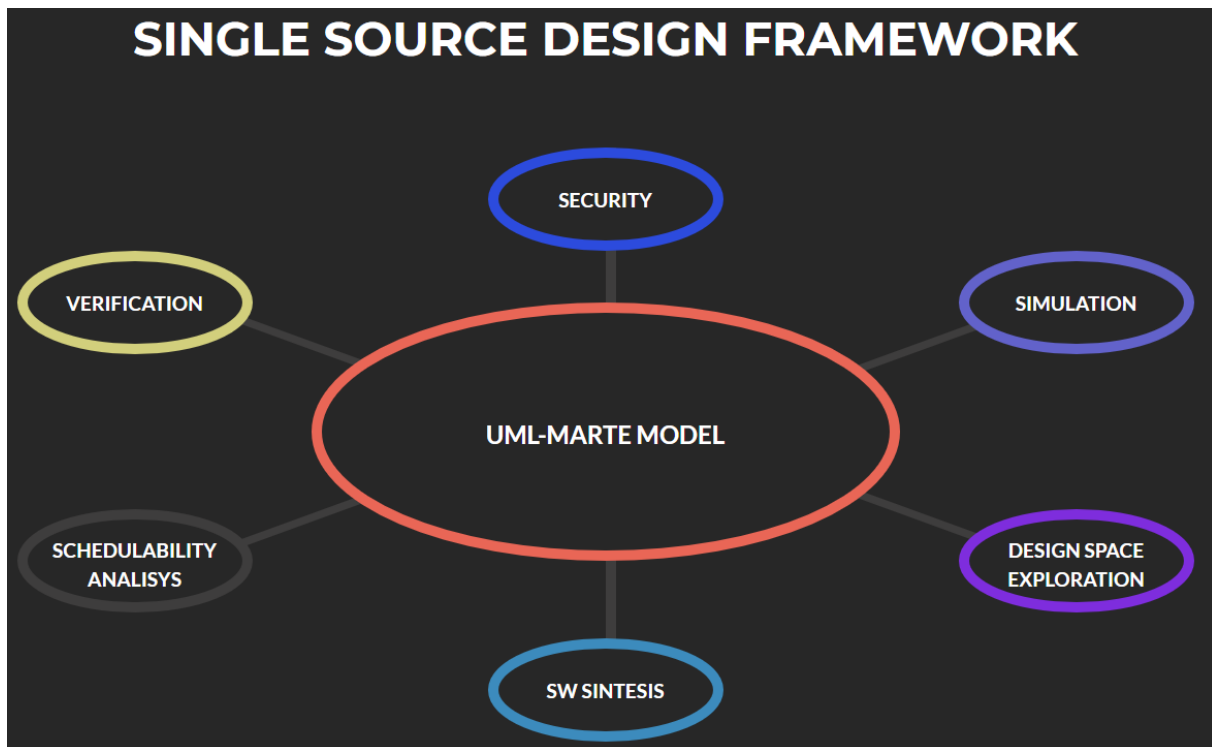 SINGLE SOURCE DESIGN FRAMEWORK
SECURITY
VERIFICATION
SIMULATION
UML-MARTE MODEL
SCHEDULABILITY
ANALISYS
DESIGN SPACE
EXPLORATION
SW SINTESIS